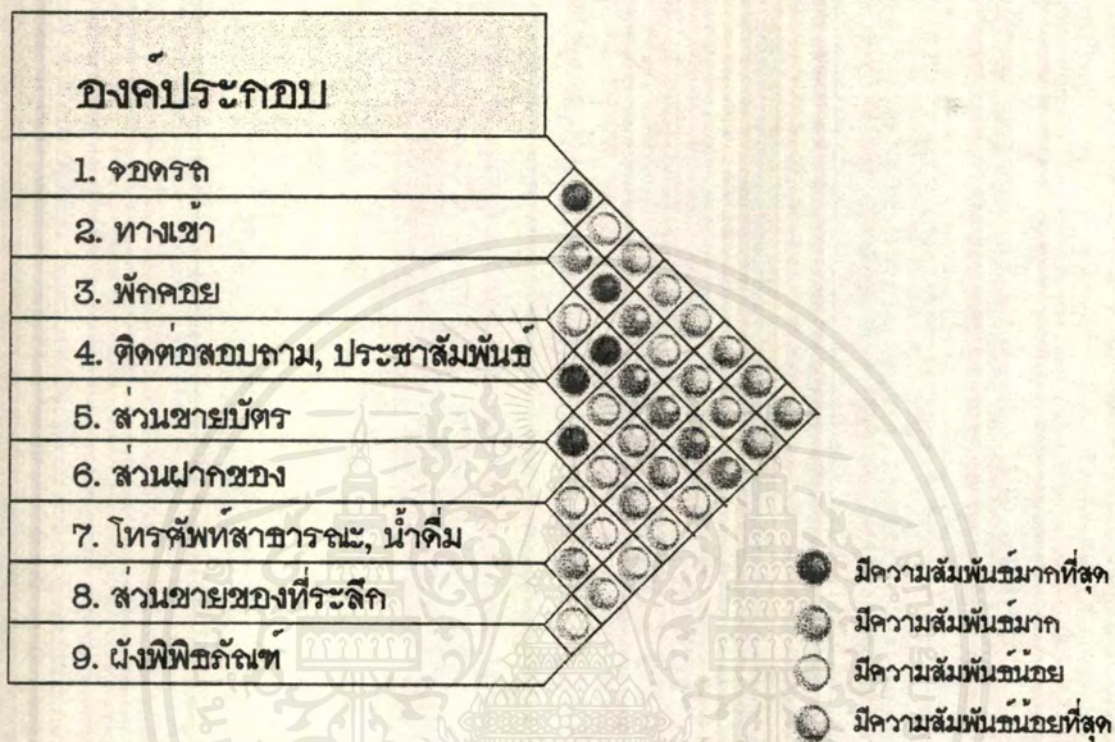 องค์ประกอบ
1. จอดรถ
2. ทางเข้า
3. พักคอย
4. ติดต่อสอบถาม, ประชาสัมพันธ์
5. ส่วนขายบัตร
6. ส่วนฝากของ
7. โทรศัพท์สาธารณะ, น้ำดื่ม
8. ส่วนขายของที่ระลึก
9. ผังพิพิธภัณฑ์
มีความสัมพันธ์มากที่สุด
มีความสัมพันธ์มาก
มีความสัมพันธ์น้อย
มีความสัมพันธ์น้อยที่สุด